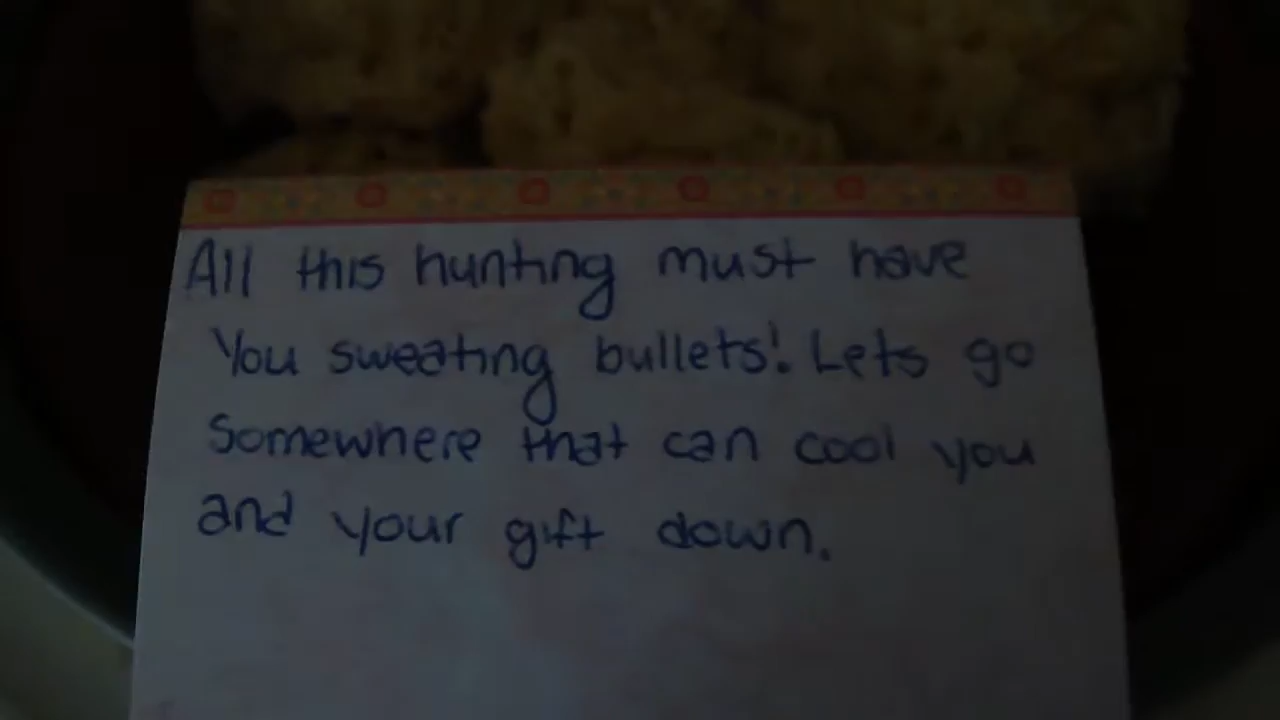 All this hunting must have
You sweating bullets! Lets go
Somewhere that can cool you
and your gift down.